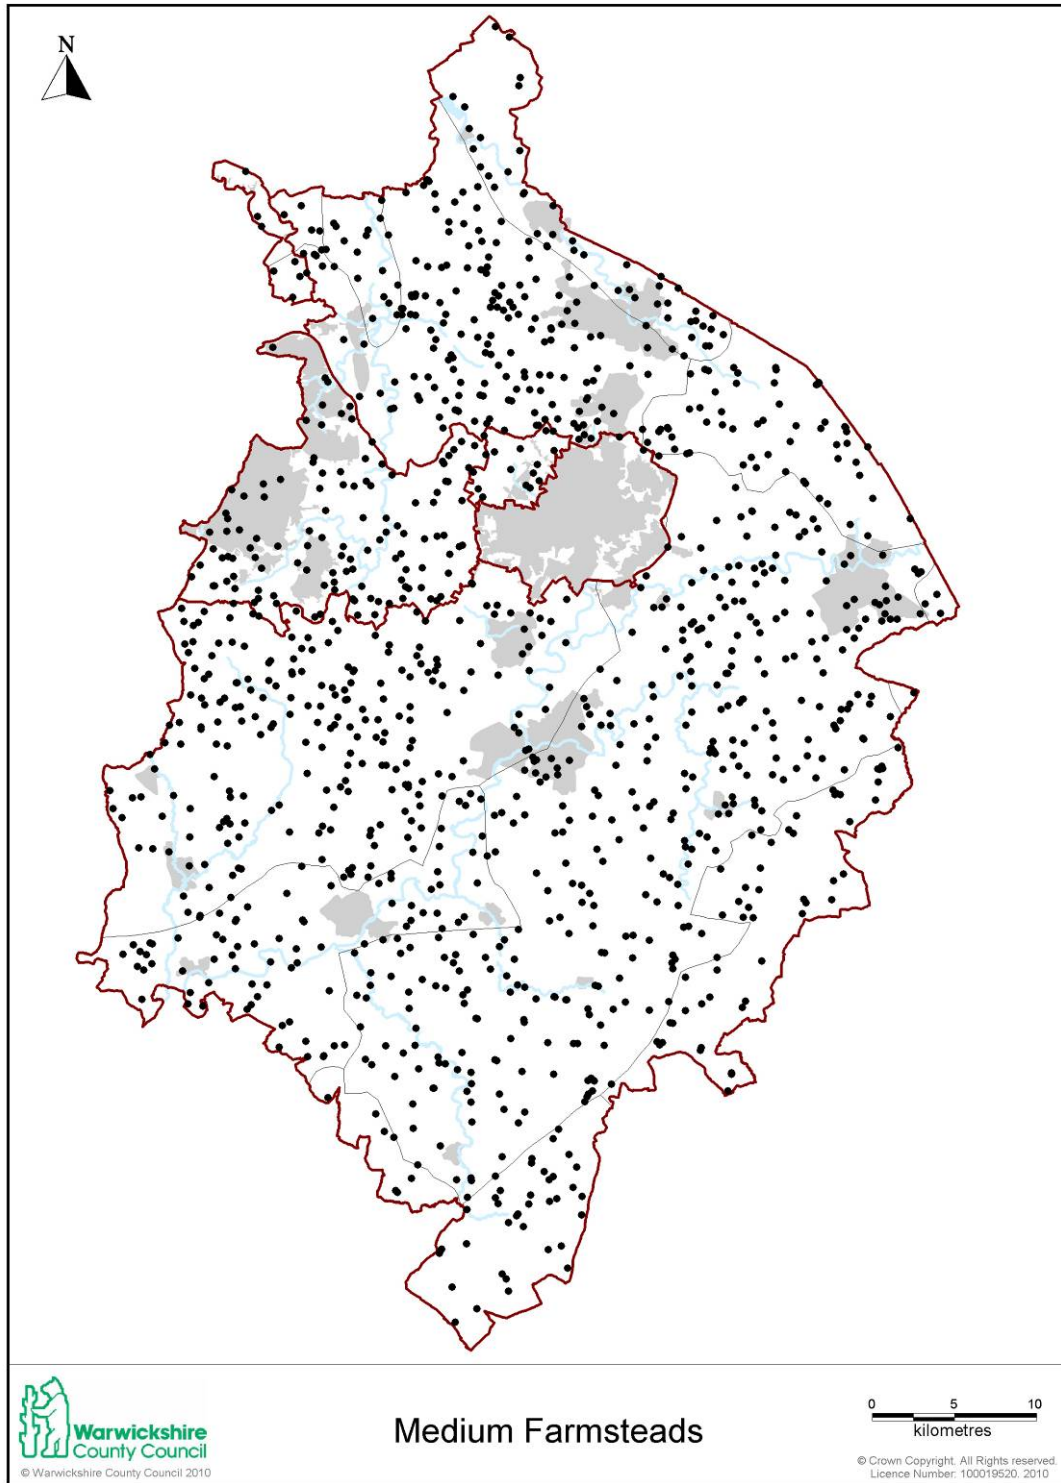 N
Warwickshire
County Council
© Warwickshire County Council 2010
Medium Farmsteads
0 5 10
kilometres
© Crown Copyright. All Rights reserved.
Licence Number: 100019520. 2010